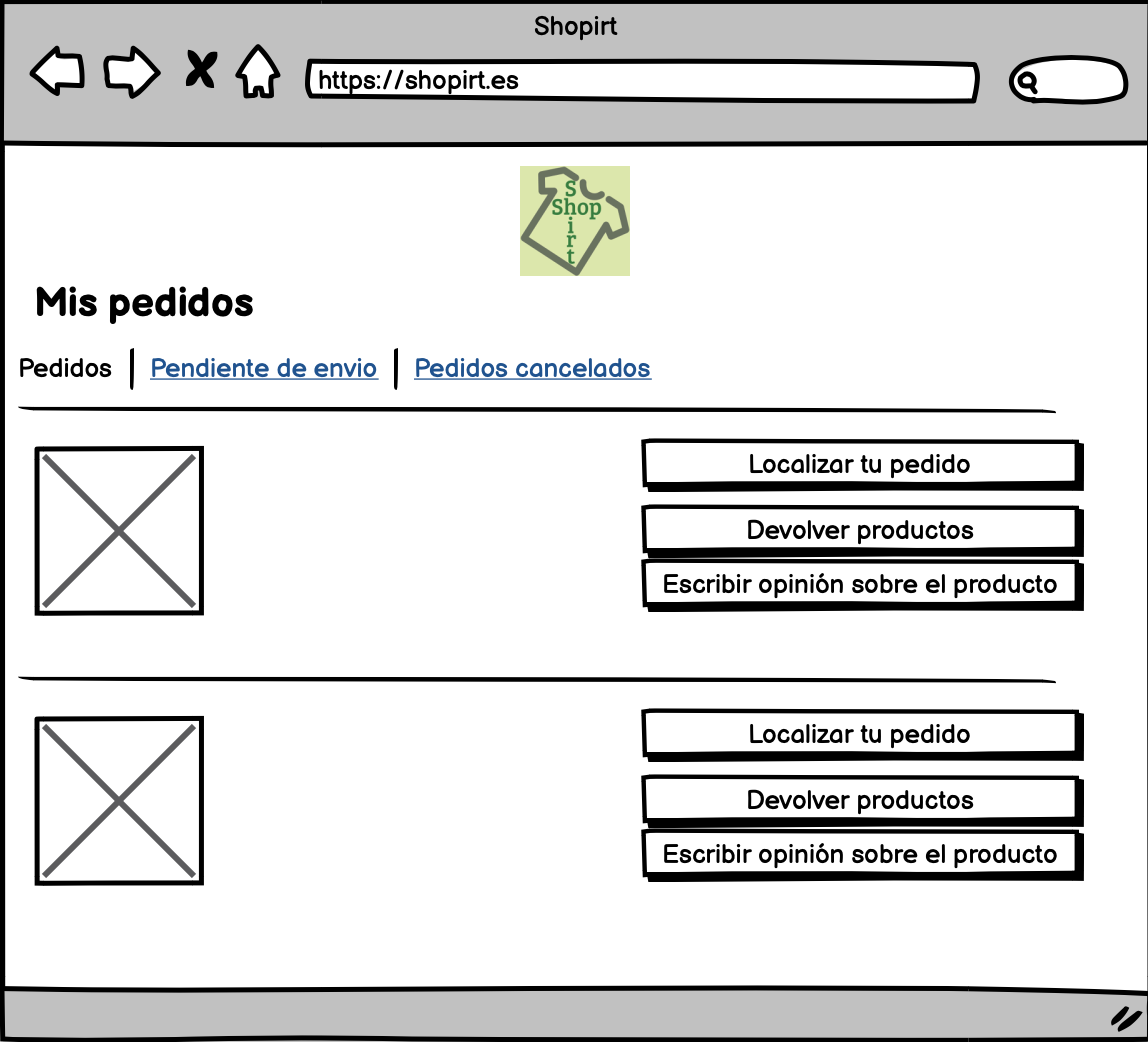 Shopirt
https://shopirt.es
S
Shop
i
r
t
Mis pedidos
Pedidos
Pendiente de envio
Pedidos cancelados
Localizar tu pedido
Devolver productos
Escribir opinión sobre el producto
Localizar tu pedido
Devolver productos
Escribir opinión sobre el producto